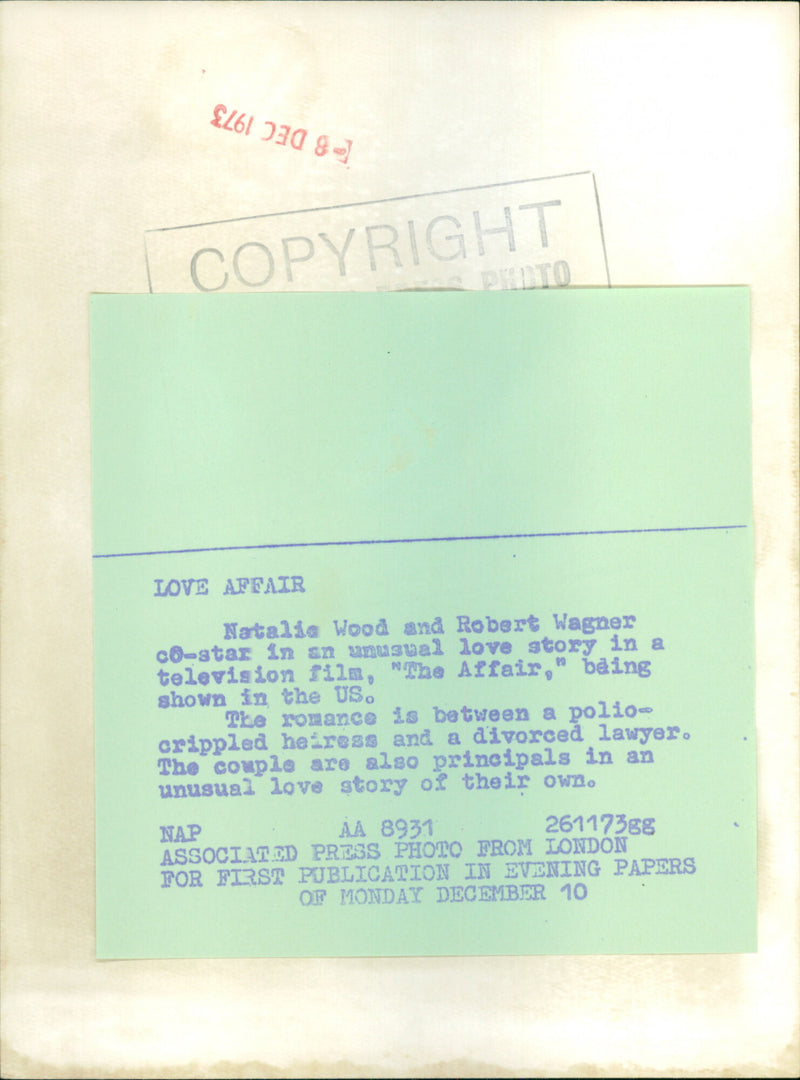 -8 DEC 1973
COPYRIGHT
PRESS PHOTO
LOVE AFFAIR
Natalie Wood and Robert Wagner
co-star in an unusual love story in a
television film, "The Affair," being
shown in the US.
The romance is between a polio-
crippled heiress and a divorced lawyer.
The couple are also principals in an
unusual love story of their own.
NAP AA 8931 261173gg
ASSOCIATED PRESS PHOTO FROM LONDON
FOR FIRST PUBLICATION IN EVENING PAPERS
OF MONDAY DECEMBER 10